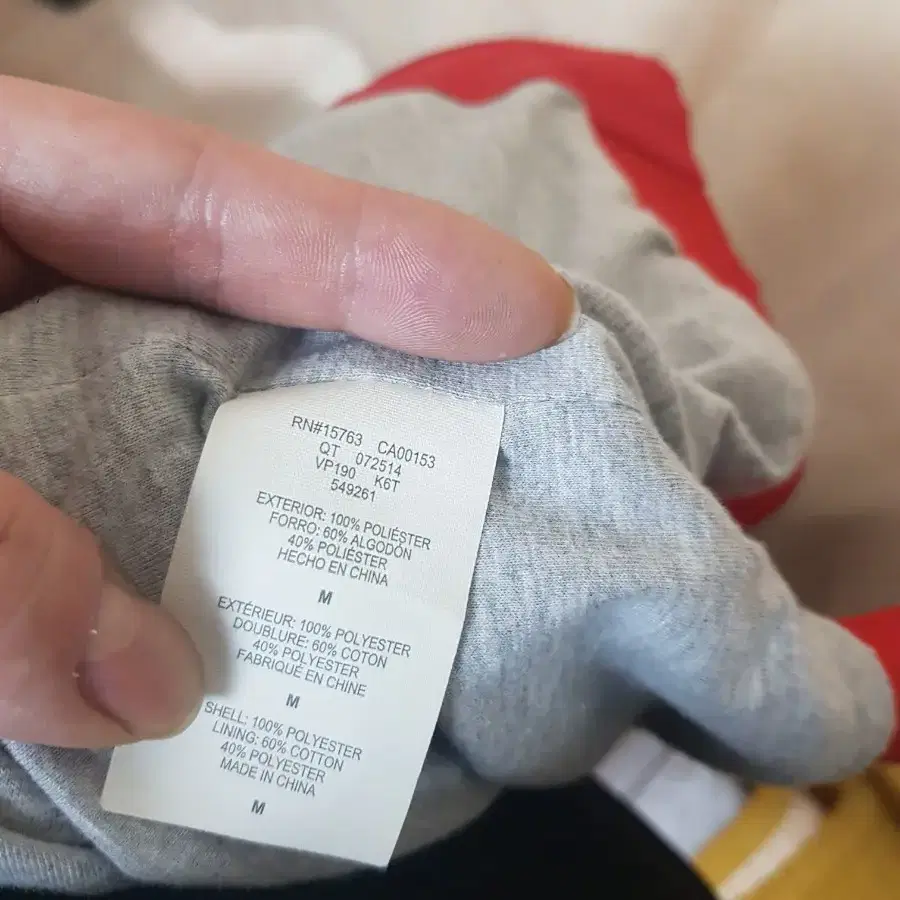 RN#15763 CA00153
QT 072514
VP190 K6T
549261
EXTERIOR: 100% POLIÉSTER
FORRO: 60% ALGODÓN
40% POLIÉSTER
HECHO EN CHINA
M
EXTÉRIEUR: 100% POLYESTER
DOUBLURE: 60% COTON
40% POLYESTER
FABRIQUÉ EN CHINE
M
SHELL: 100% POLYESTER
LINING: 60% COTTON
40% POLYESTER
MADE IN CHINA
M